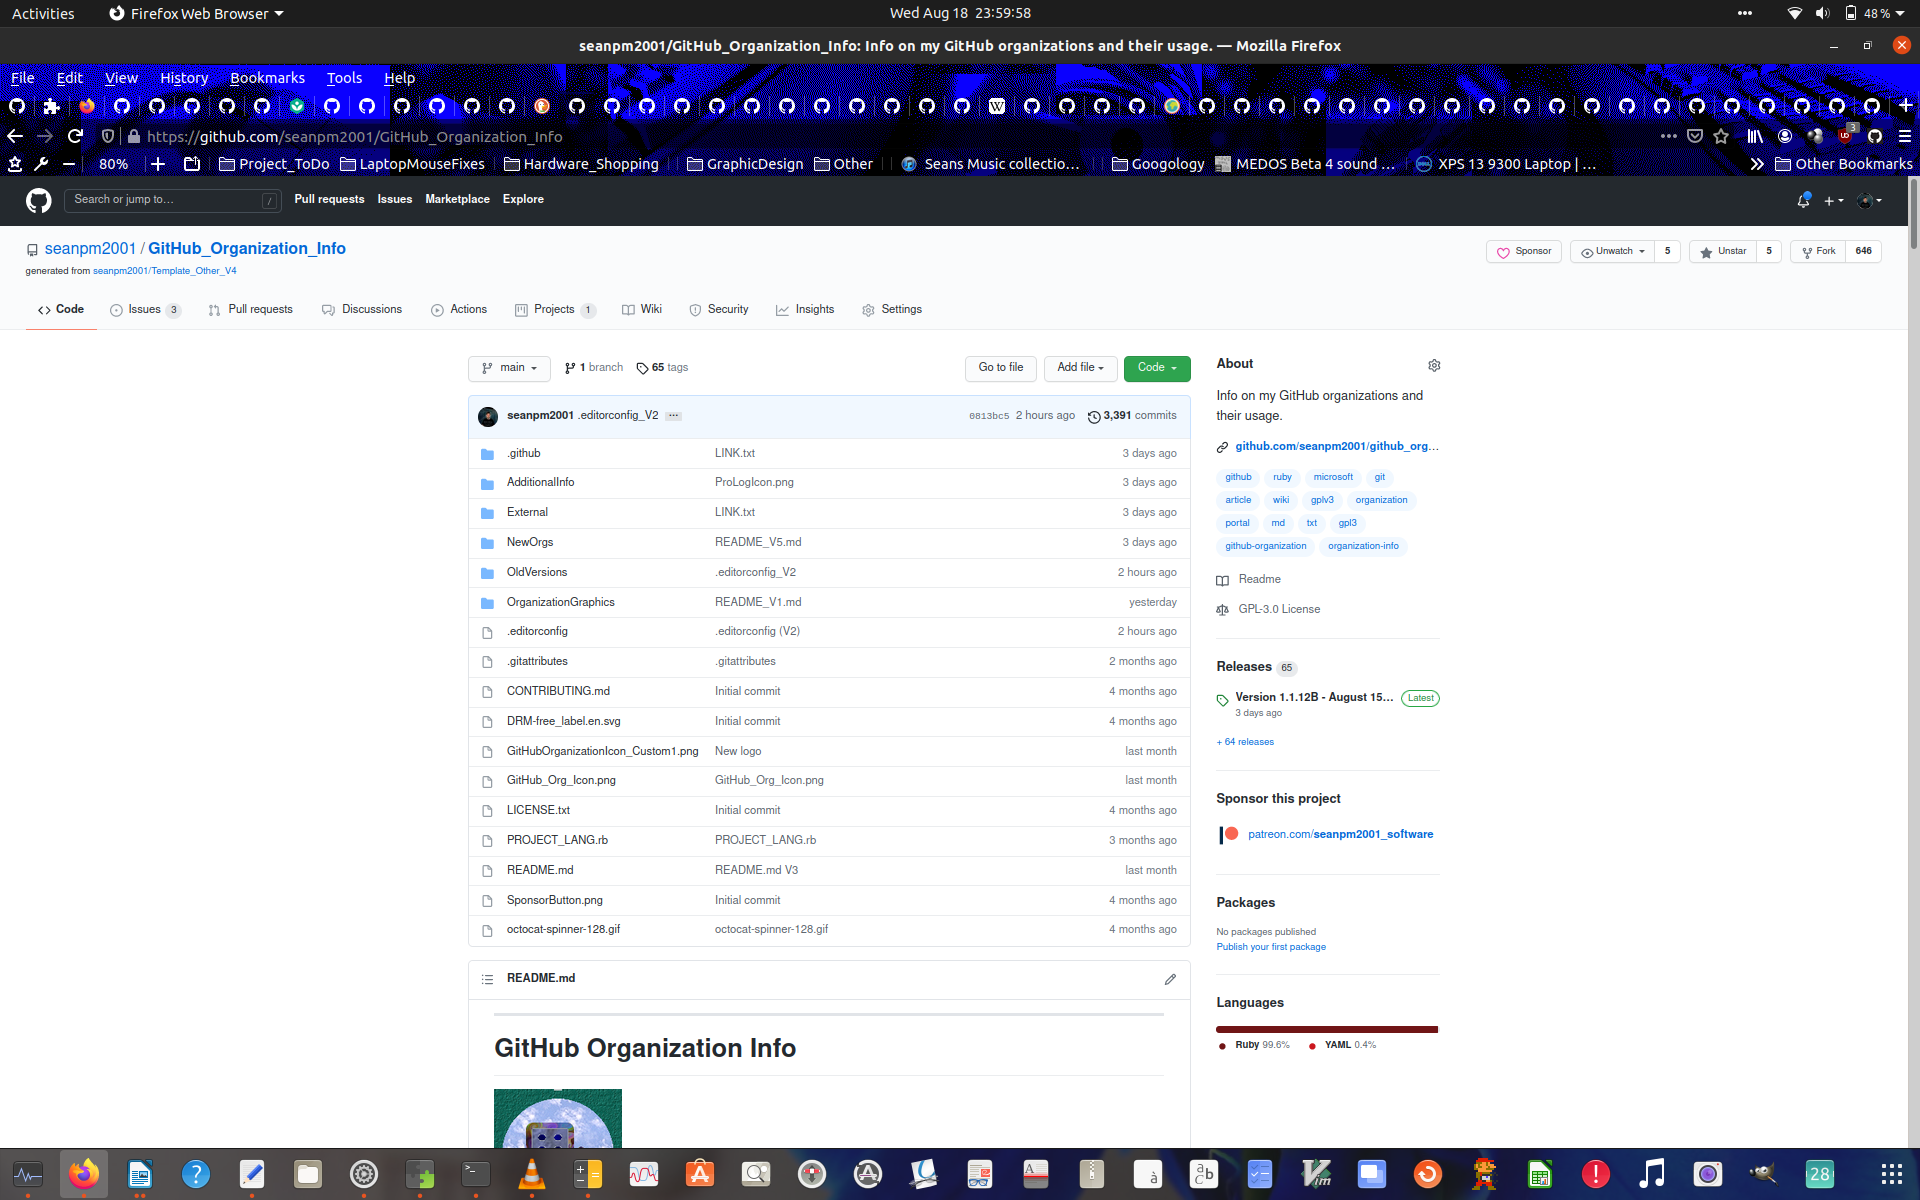 Activities Firefox Web Browser Wed Aug 18 23:59:58 48 %
seanpm2001/GitHub_Organization_Info: Info on my GitHub organizations and their usage. — Mozilla Firefox
File Edit View History Bookmarks Tools Help
https://github.com/seanpm2001/GitHub_Organization_Info 3
80% Project_ToDo LaptopMouseFixes Hardware_Shopping GraphicDesign Other Seans Music collectio… Googology MEDOS Beta 4 sound … XPS 13 9300 Laptop | … Other Bookmarks
Search or jump to… / Pull requests Issues Marketplace Explore
seanpm2001 / GitHub_Organization_Info Sponsor Unwatch 5 Unstar 5 Fork 646
generated from seanpm2001/Template_Other_V4
Code Issues 3 Pull requests Discussions Actions Projects 1 Wiki Security Insights Settings
main 1 branch 65 tags Go to file Add file Code
seanpm2001 .editorconfig_V2 ... 0813bc5 2 hours ago 3,391 commits
.github LINK.txt 3 days ago
AdditionalInfo ProLogIcon.png 3 days ago
External LINK.txt 3 days ago
NewOrgs README_V5.md 3 days ago
OldVersions .editorconfig_V2 2 hours ago
OrganizationGraphics README_V1.md yesterday
.editorconfig .editorconfig (V2) 2 hours ago
.gitattributes .gitattributes 2 months ago
CONTRIBUTING.md Initial commit 4 months ago
DRM-free_label.en.svg Initial commit 4 months ago
GitHubOrganizationIcon_Custom1.png New logo last month
GitHub_Org_Icon.png GitHub_Org_Icon.png last month
LICENSE.txt Initial commit 4 months ago
PROJECT_LANG.rb PROJECT_LANG.rb 3 months ago
README.md README.md V3 last month
SponsorButton.png Initial commit 4 months ago
octocat-spinner-128.gif octocat-spinner-128.gif 4 months ago
README.md
GitHub Organization Info
About
Info on my GitHub organizations and
their usage.
github.com/seanpm2001/github_org…
github ruby microsoft git
article wiki gplv3 organization
portal md txt gpl3
github-organization organization-info
Readme
GPL-3.0 License
Releases 65
Version 1.1.12B - August 15… Latest
3 days ago
+ 64 releases
Sponsor this project
patreon.com/seanpm2001_software
Packages
No packages published
Publish your first package
Languages
Ruby 99.6% YAML 0.4%
28